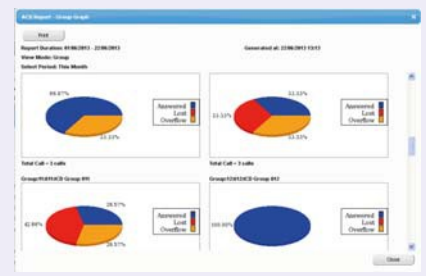 ACD Report - Group Graph
Print
Report Duration: 01/06/2013 - 22/06/2013
Generated at: 22/06/2013 13:13
View Mode: Group
Select Period: This Month
66.67%
33.33%
Answered
Lost
Overflow
33.33%
33.33%
33.33%
Answered
Lost
Overflow
Total Call = 3 calls
Total Call = 3 calls
28.57%
42.86%
28.57%
Answered
Lost
Overflow
100.00%
Answered
Lost
Overflow
Close